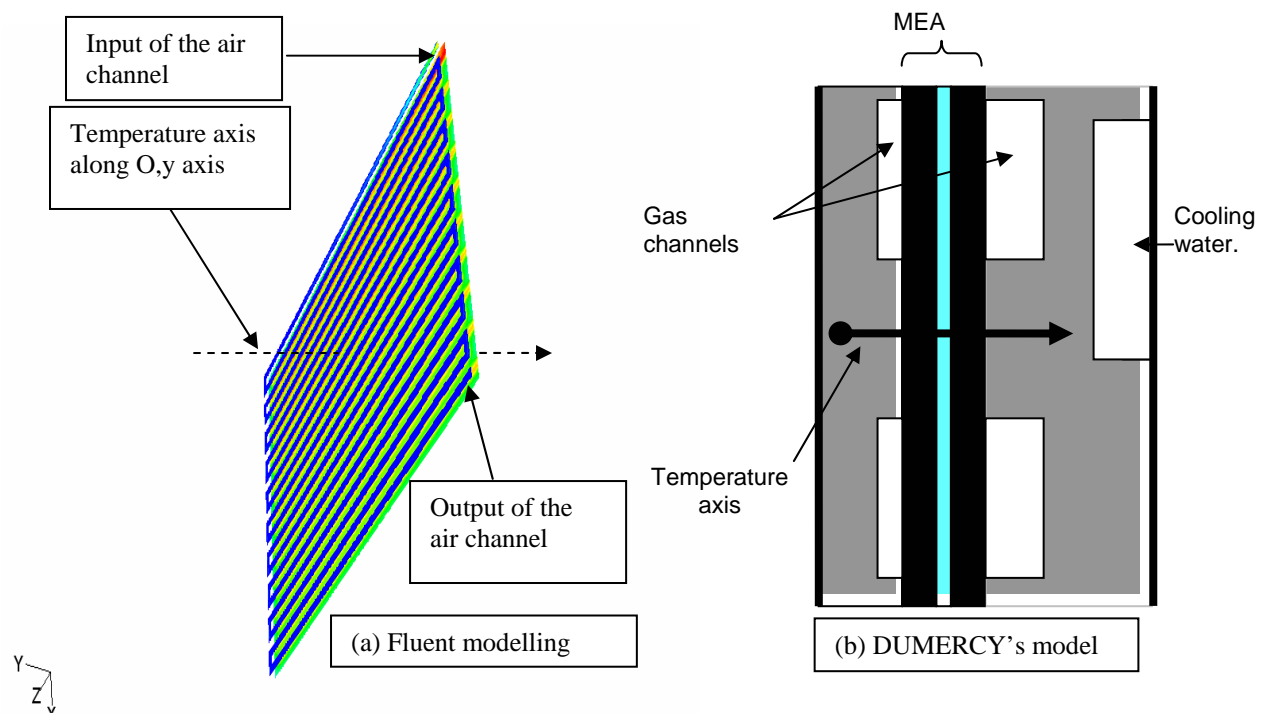 Input of the air
channel
Temperature axis
along O,y axis
Output of the
air channel
(a) Fluent modelling
Y
Z
X
MEA
Gas
channels
Cooling
water.
Temperature
axis
(b) DUMERCY’s model